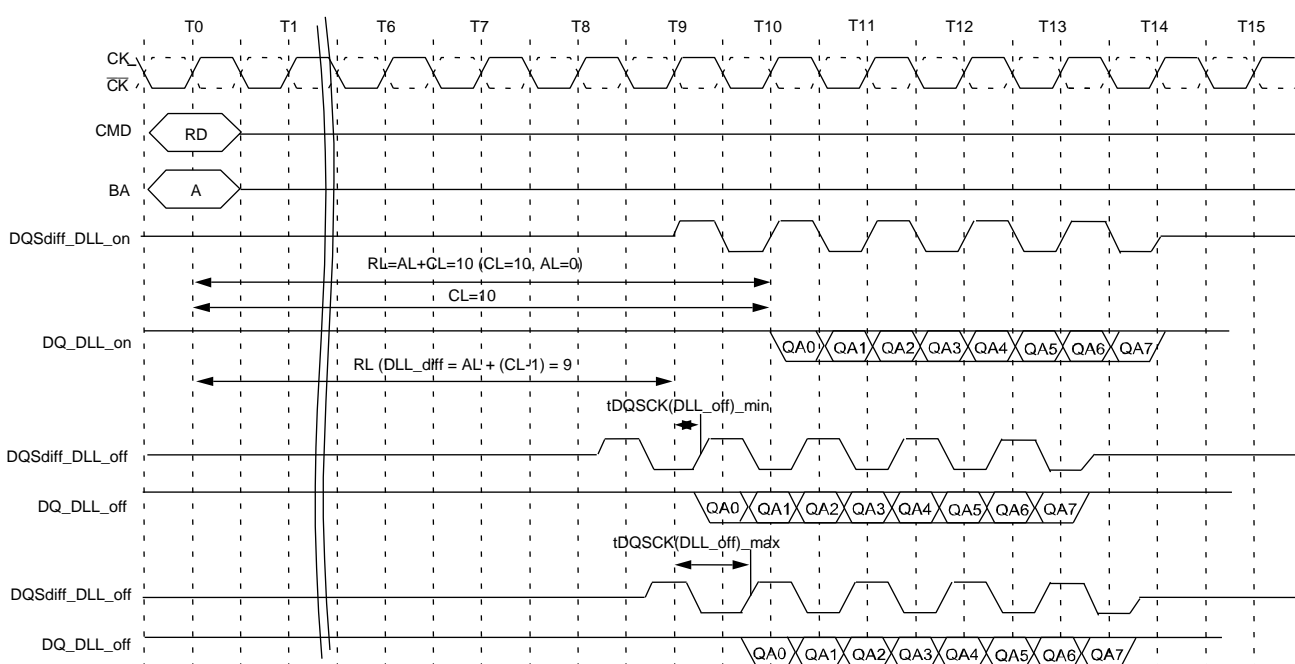 T0 T1 T6 T7 T8 T9 T10 T11 T12 T13 T14 T15
CK
CK
CMD RD
BA A
DQSdiff_DLL_on
RL=AL+CL=10 (CL=10, AL=0)
CL=10
DQ_DLL_on QA0 QA1 QA2 QA3 QA4 QA5 QA6 QA7
RL (DLL_diff = AL + (CL-1) = 9
tDQSCK(DLL_off)_min
DQSdiff_DLL_off
DQ_DLL_off QA0 QA1 QA2 QA3 QA4 QA5 QA6 QA7
tDQSCK(DLL_off)_max
DQSdiff_DLL_off
DQ_DLL_off QA0 QA1 QA2 QA3 QA4 QA5 QA6 QA7